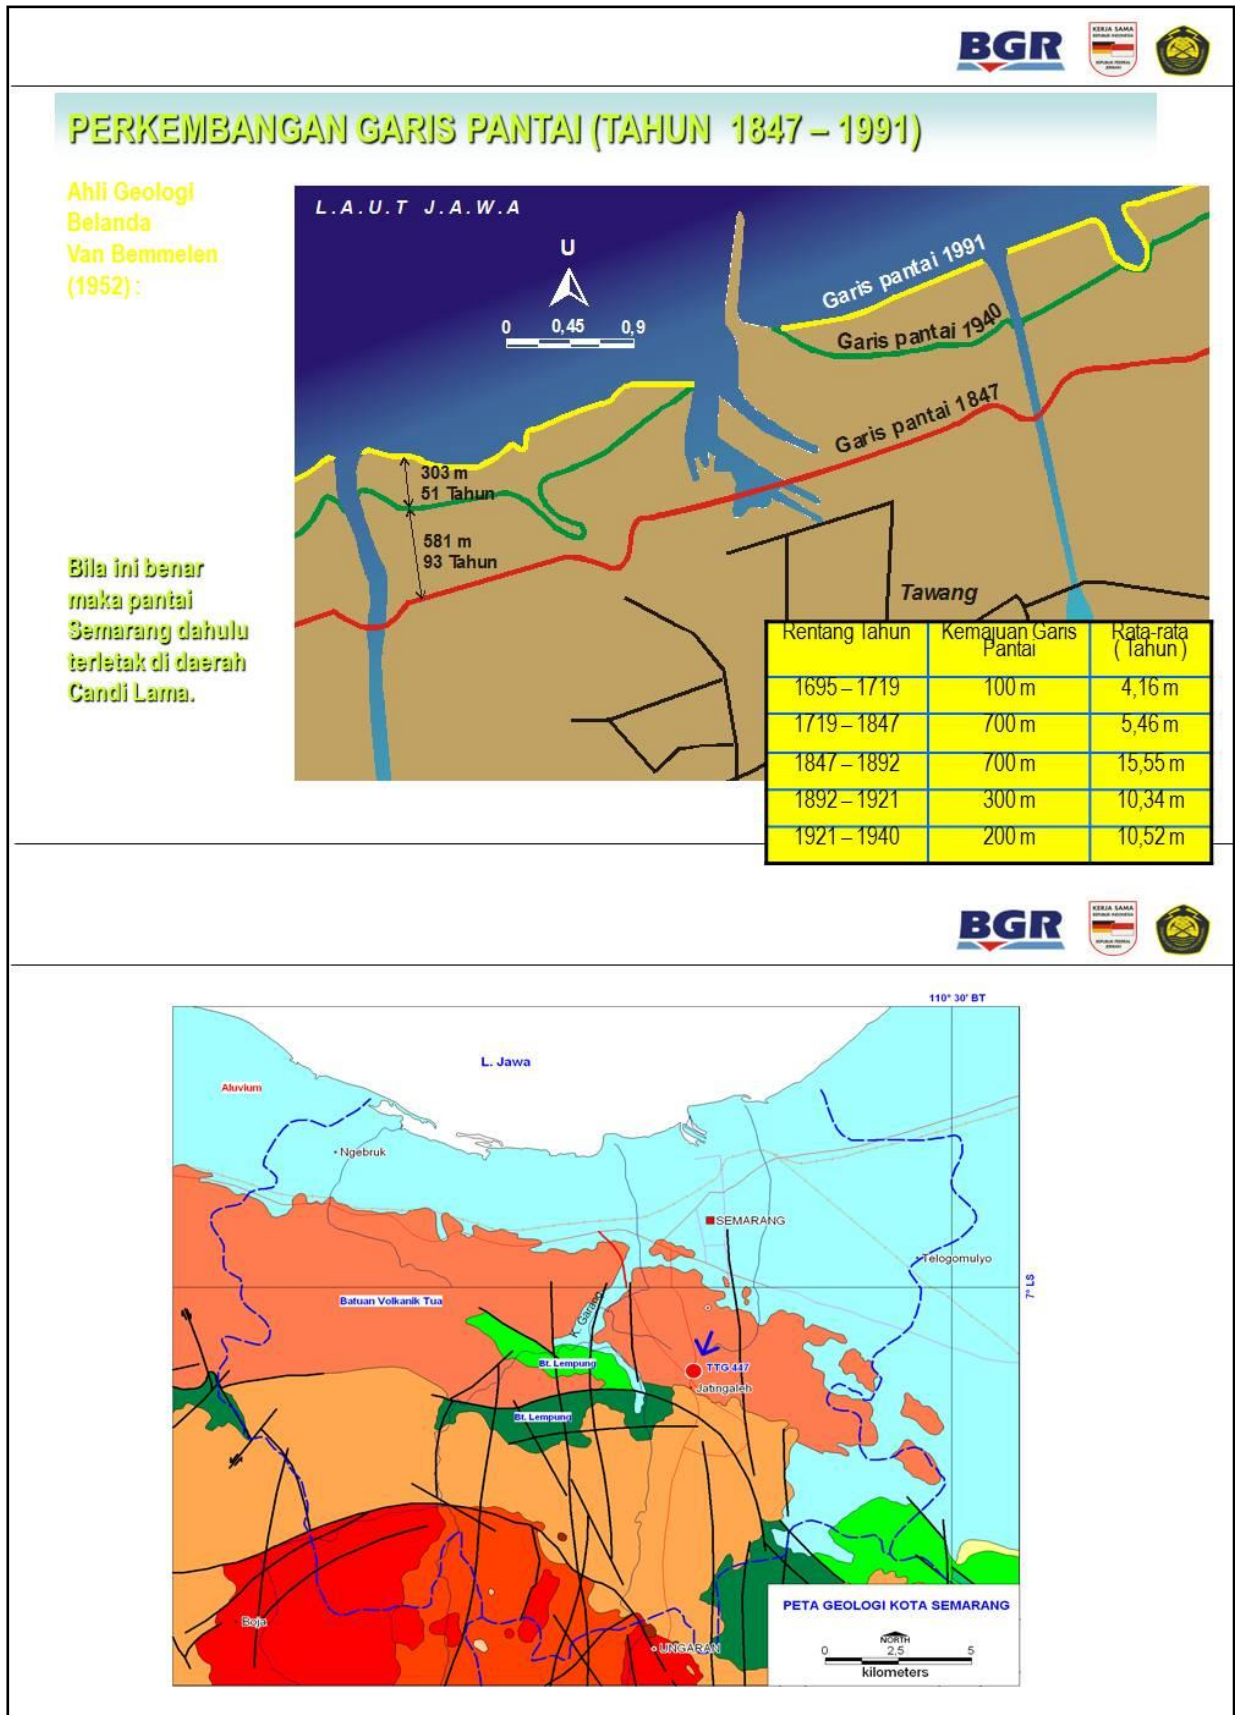 BGR
KERJA SAMA
PERKEMBANGAN GARIS PANTAI (TAHUN 1847 – 1991)
Ahli Geologi
Belanda
Van Bemmelen
(1952) :
Bila ini benar
maka pantai
Semarang dahulu
terletak di daerah
Candi Lama.
L.A.U.T J.A.W.A
U
0 0,45 0,9
Garis pantai 1991
Garis pantai 1940
Garis pantai 1847
303 m
51 Tahun
581 m
93 Tahun
Tawang
Rentang Tahun Kemajuan Garis Pantai Rata-rata ( Tahun )
1695 – 1719 100 m 4,16 m
1719 – 1847 700 m 5,46 m
1847 – 1892 700 m 15,55 m
1892 – 1921 300 m 10,34 m
1921 – 1940 200 m 10,52 m
BGR
KERJA SAMA
110° 30' BT
L. Jawa
Aluvium
Ngebruk
SEMARANG
Telogomulyo
7° LS
Batuan Volkanik Tua
K. Garang
Bt. Lempung
TTG 447
Jatingaleh
Bt. Lempung
Boja
UNGARAN
PETA GEOLOGI KOTA SEMARANG
NORTH
0 2,5 5
kilometers